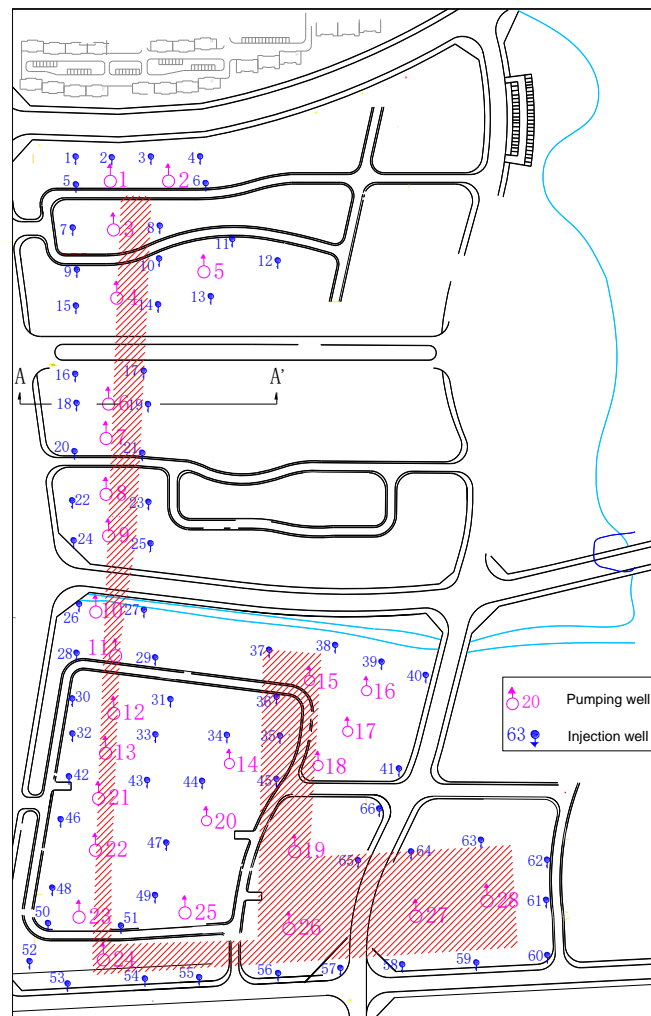 1 2 3 4
5 1 2 6
7 3 8
11
9 10 5 12
15 4 14 13
A A'
16 17
18 6 19
7
20 21
8
22 23
9
24 25
26 10 27
28 11 29 37 38 39 40
15 16
30 31 36
12 17
32 33 34 35
13 14 18 41
42 43 44 45
21
46 20 66
47
22 19 65 64 63 62
48 49 28 61
23 25 27
50 51 26
52 24 60
53 54 55 56 57 58 59
20 Pumping well
63 Injection well